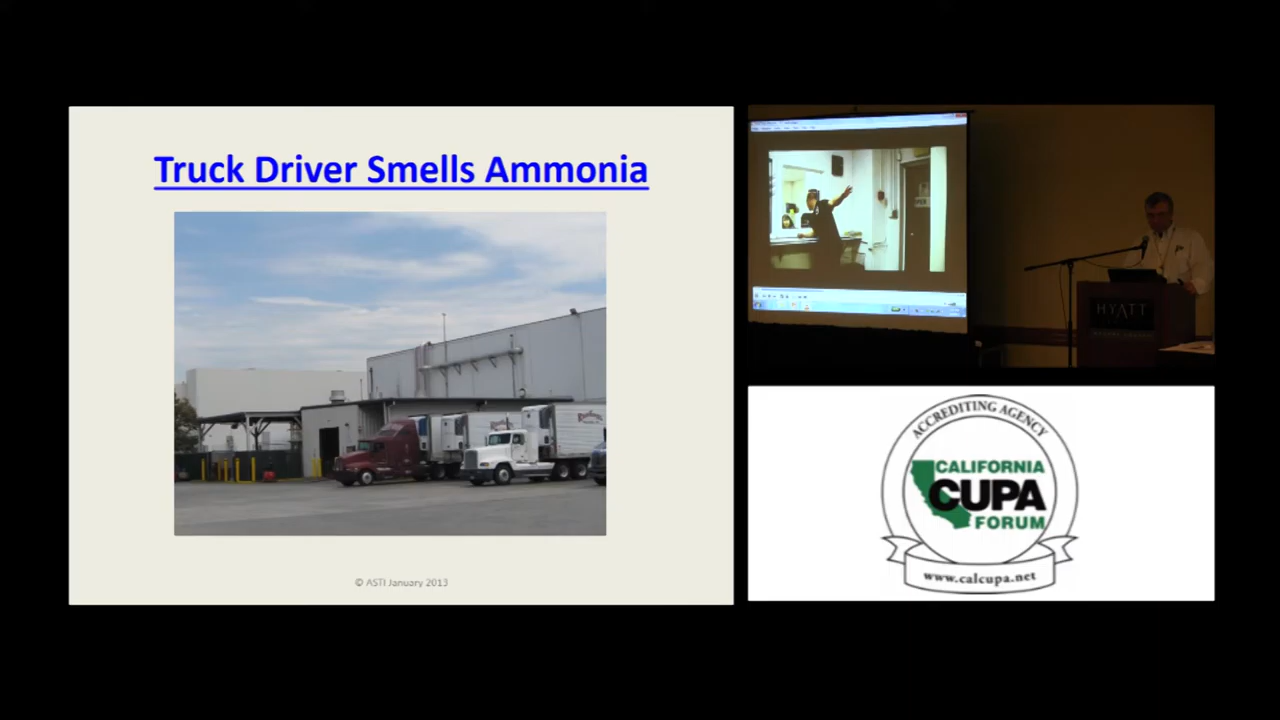 Truck Driver Smells Ammonia
© ASTI January 2013
HYATT
ACCREDITING AGENCY
CALIFORNIA
CUPA
FORUM
www.calcupa.net